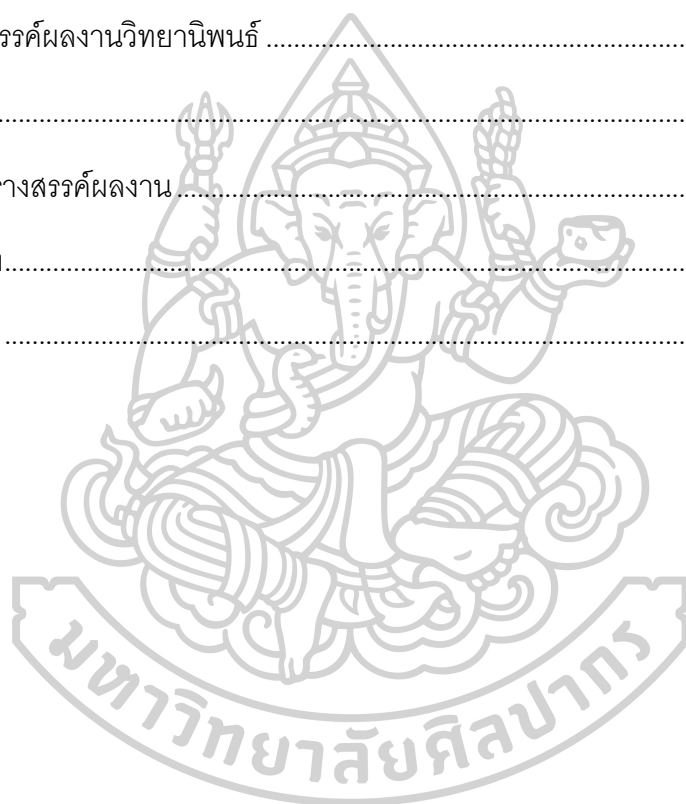 รรค์ผลงานวิทยานิพนธ์ ................................................................
................................................................................................
างสรรค์ผลงาน ................................................................
................................................................................................
................................................................................................
มหาวิทยาลัยศิลปากร